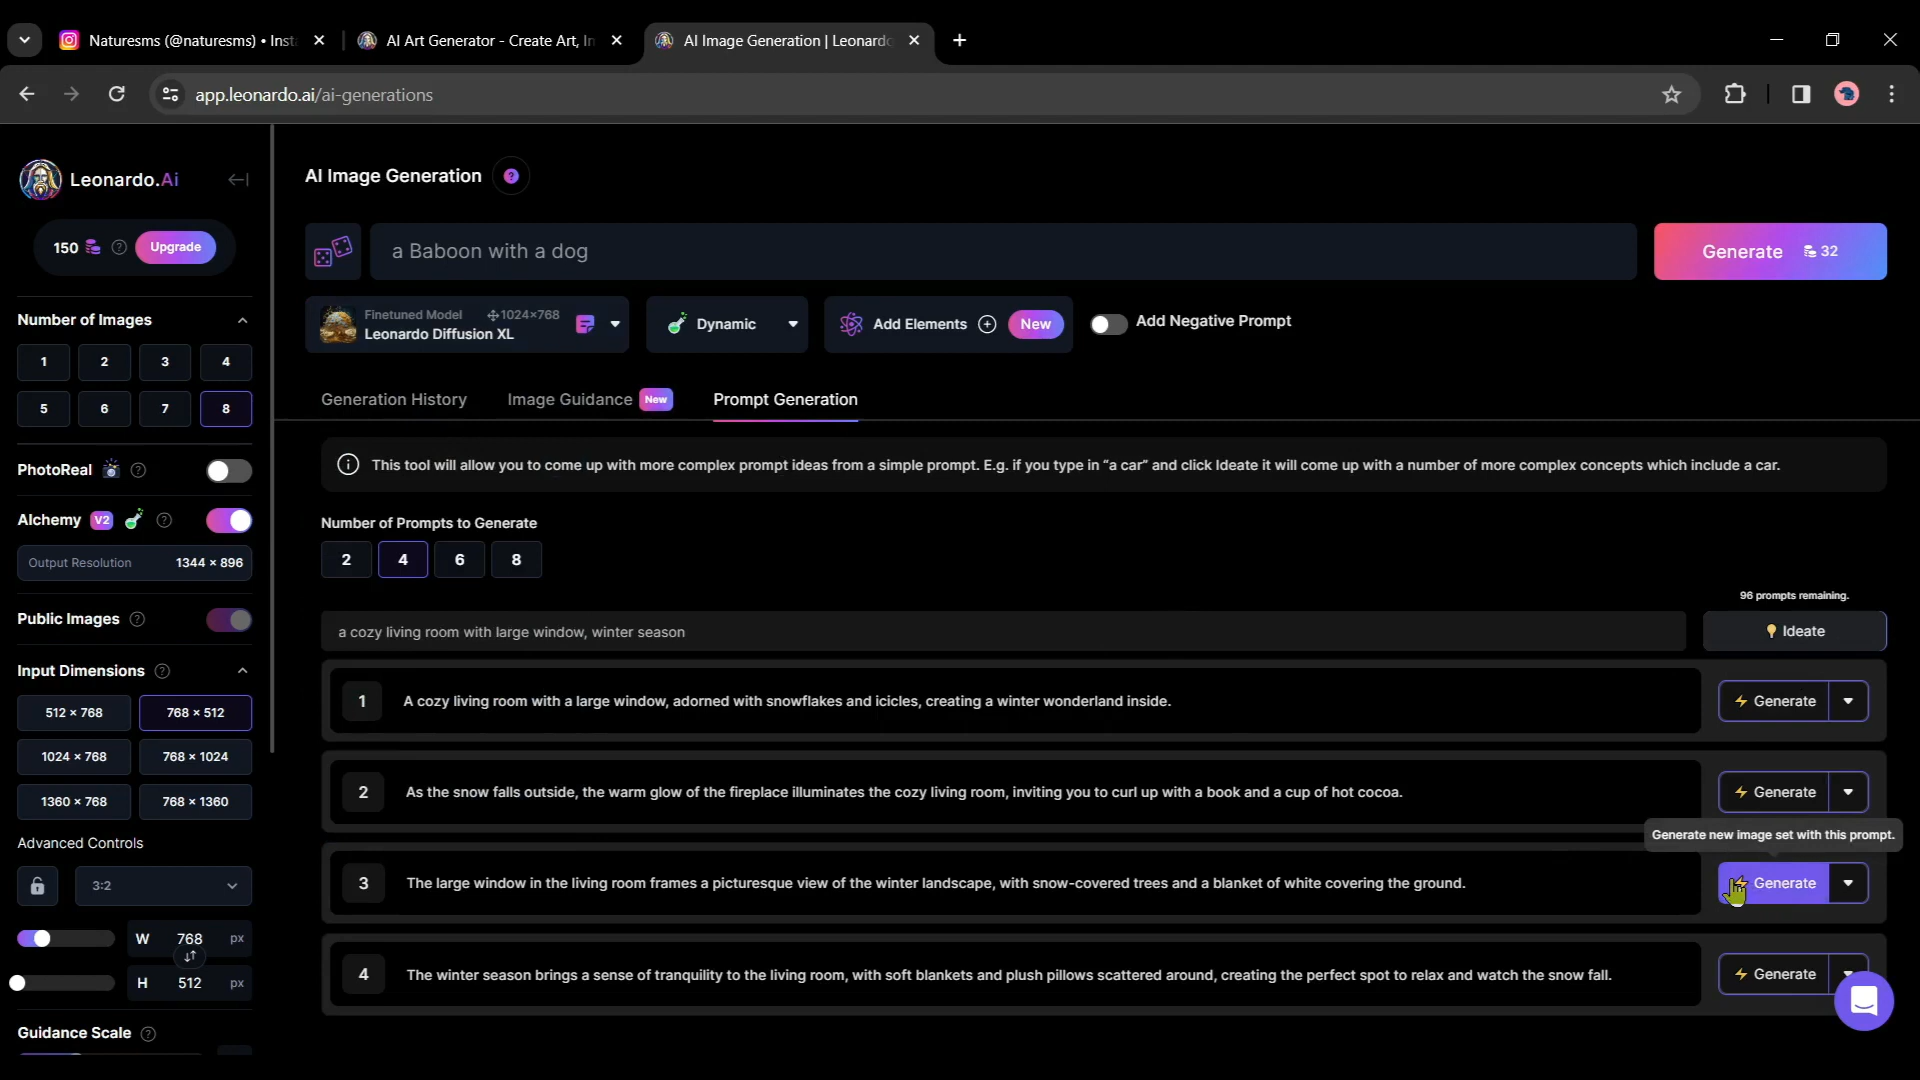 Naturesms (@naturesms) • Inst
AI Art Generator - Create Art, In
AI Image Generation | Leonardo
app.leonardo.ai/ai-generations
Leonardo.Ai
150
Upgrade
Number of Images
1 2 3 4
5 6 7 8
PhotoReal
Alchemy V2
Output Resolution 1344 × 896
Public Images
Input Dimensions
512 × 768 768 × 512
1024 × 768 768 × 1024
1360 × 768 768 × 1360
Advanced Controls
3:2
W 768 px
H 512 px
Guidance Scale
AI Image Generation
a Baboon with a dog
Generate 32
Finetuned Model 1024×768
Leonardo Diffusion XL
Dynamic
Add Elements New
Add Negative Prompt
Generation History
Image Guidance New
Prompt Generation
This tool will allow you to come up with more complex prompt ideas from a simple prompt. E.g. if you type in "a car" and click Ideate it will come up with a number of more complex concepts which include a car.
Number of Prompts to Generate
2 4 6 8
96 prompts remaining.
a cozy living room with large window, winter season
Ideate
1 A cozy living room with a large window, adorned with snowflakes and icicles, creating a winter wonderland inside. Generate
2 As the snow falls outside, the warm glow of the fireplace illuminates the cozy living room, inviting you to curl up with a book and a cup of hot cocoa. Generate
Generate new image set with this prompt.
3 The large window in the living room frames a picturesque view of the winter landscape, with snow-covered trees and a blanket of white covering the ground. Generate
4 The winter season brings a sense of tranquility to the living room, with soft blankets and plush pillows scattered around, creating the perfect spot to relax and watch the snow fall. Generate